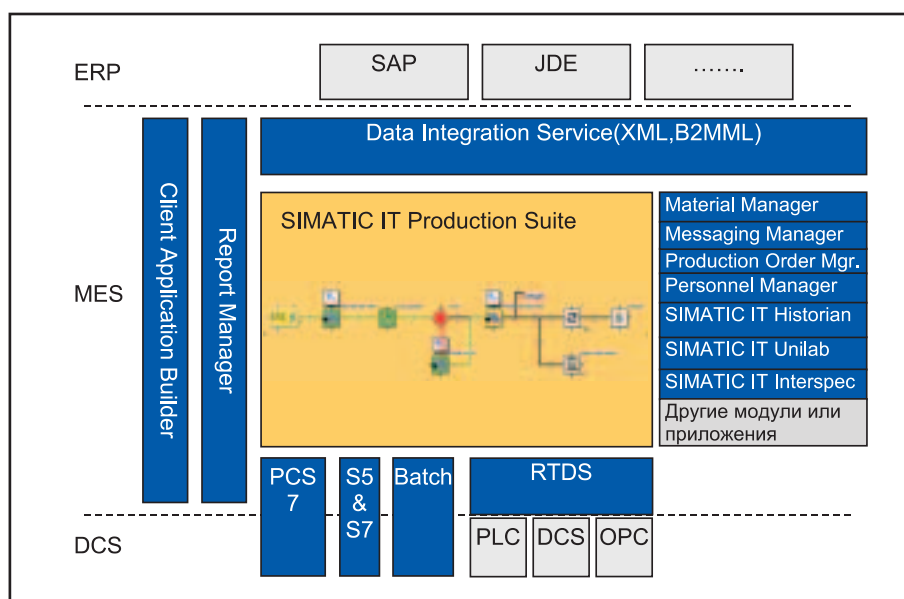 ERP
SAP
JDE
.......
Data Integration Service(XML,B2MML)
MES
Client Application Builder
Report Manager
SIMATIC IT Production Suite
Material Manager
Messaging Manager
Production Order Mgr.
Personnel Manager
SIMATIC IT Historian
SIMATIC IT Unilab
SIMATIC IT Interspec
Другие модули или
приложения
PCS
7
S5
&
S7
Batch
RTDS
DCS
PLC
DCS
OPC